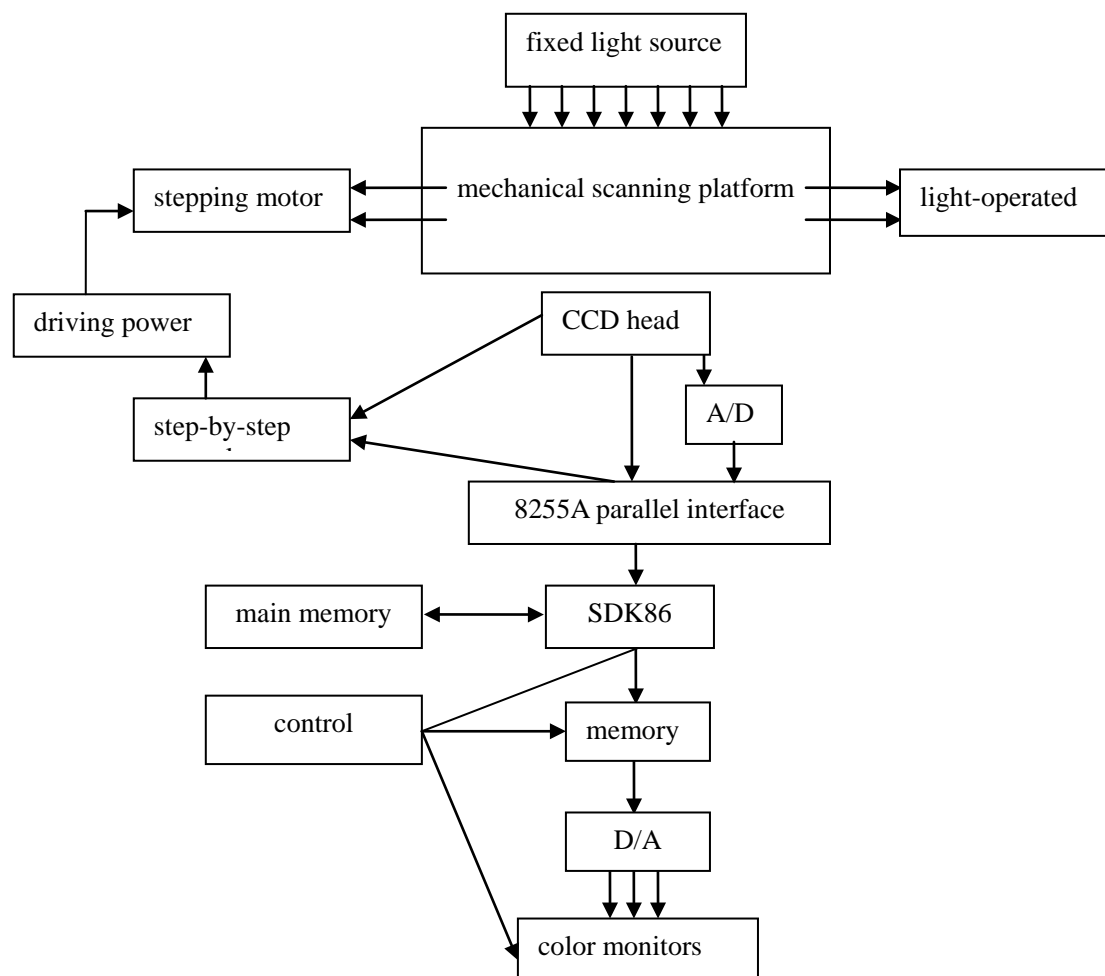 fixed light source
mechanical scanning platform
stepping motor
light-operated
driving power
CCD head
A/D
step-by-step
8255A parallel interface
main memory
SDK86
control
memory
D/A
color monitors